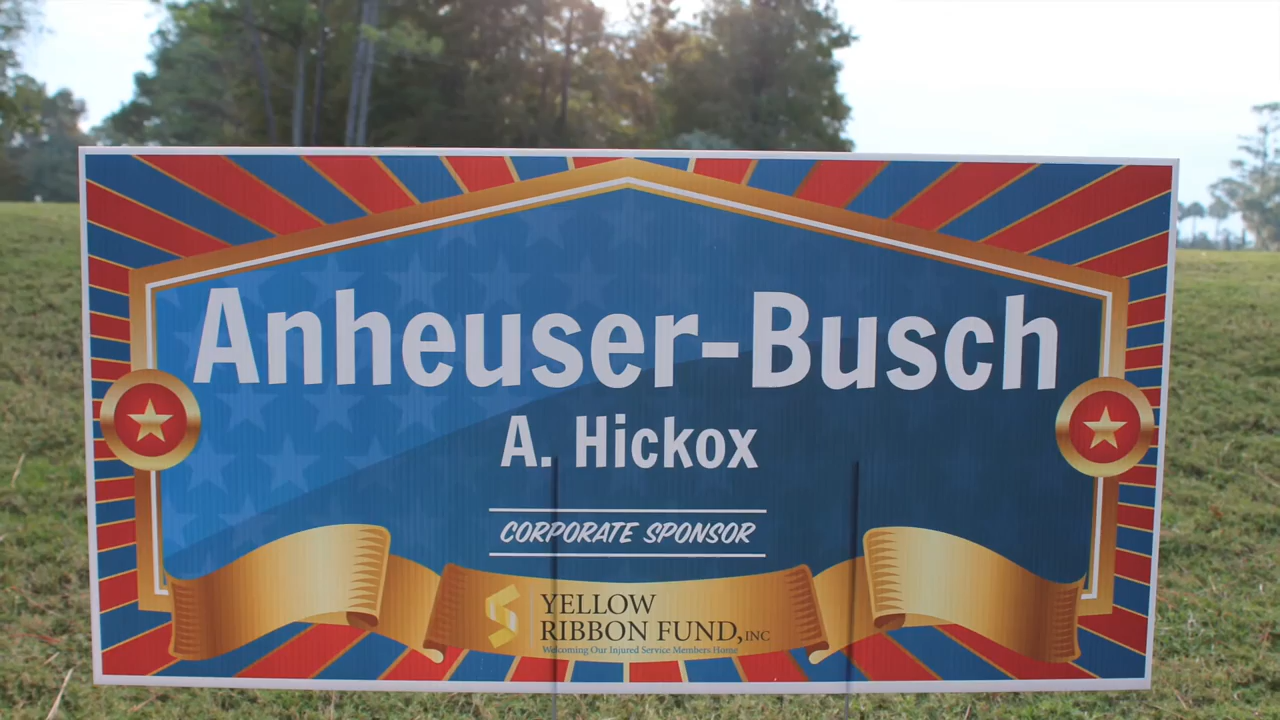 Anheuser-Busch
A. Hickox
CORPORATE SPONSOR
YELLOW
RIBBON FUND, INC
Welcoming Our Injured Service Members Home